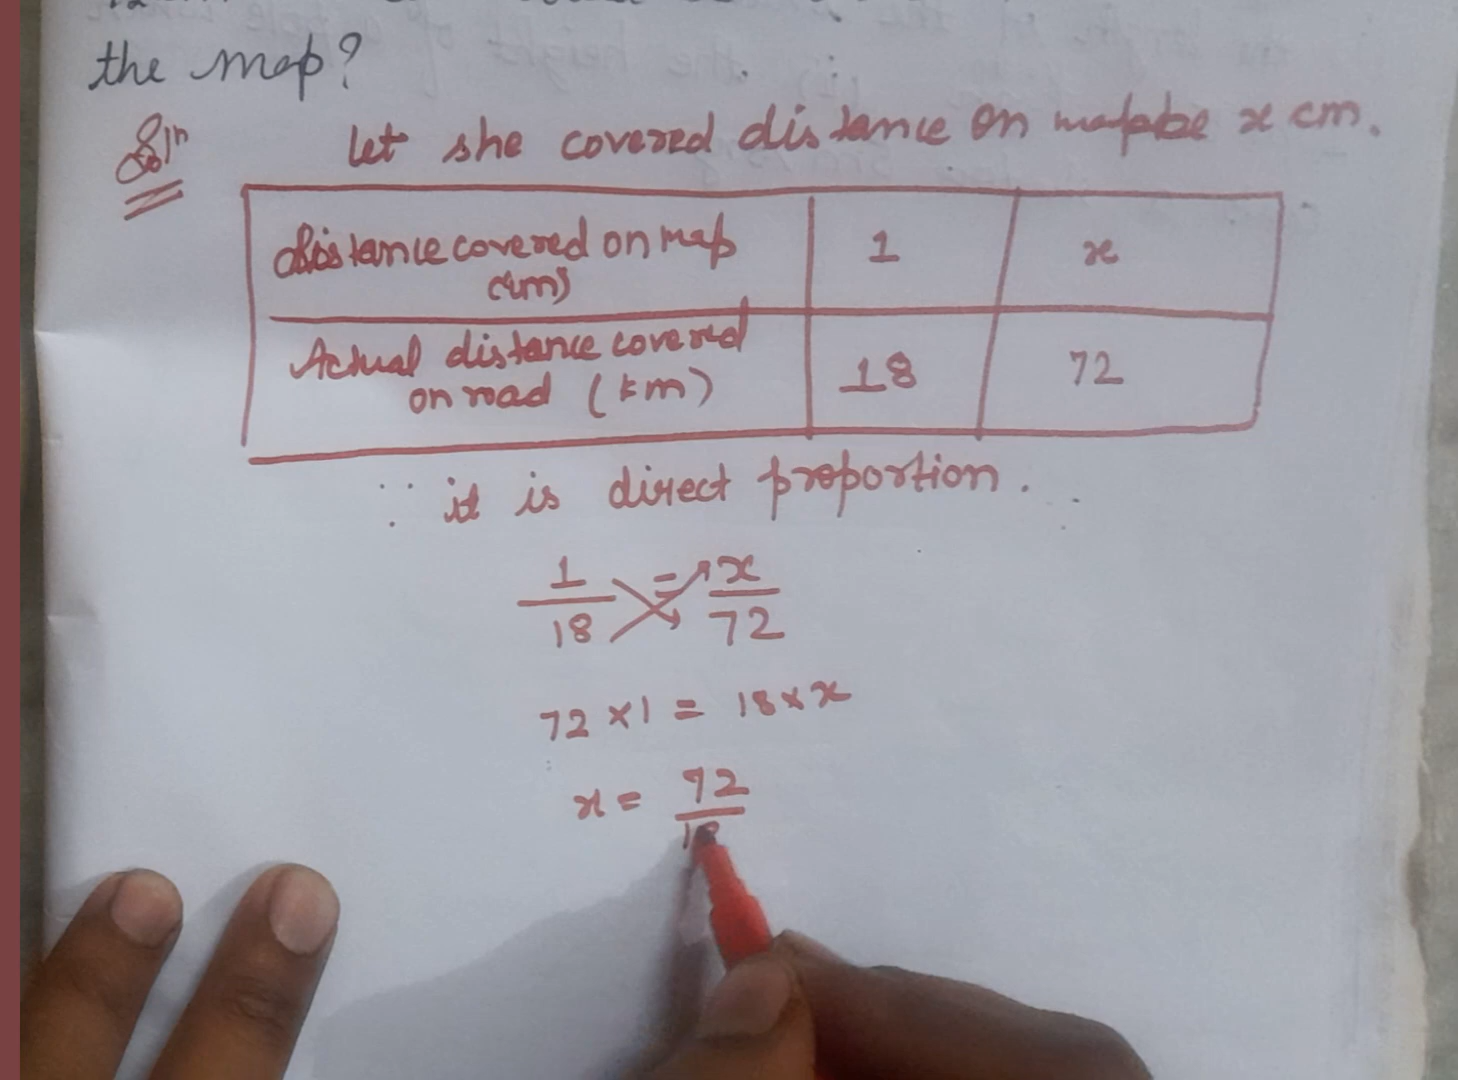 the map?
Soln
Let she covered distance on map be x cm.
Distance covered on map 1 x
(cm)
Actual distance covered 18 72
on road (km)
∵ it is direct proportion.
1/18 = x/72
72 × 1 = 18 × x
x = 72/18